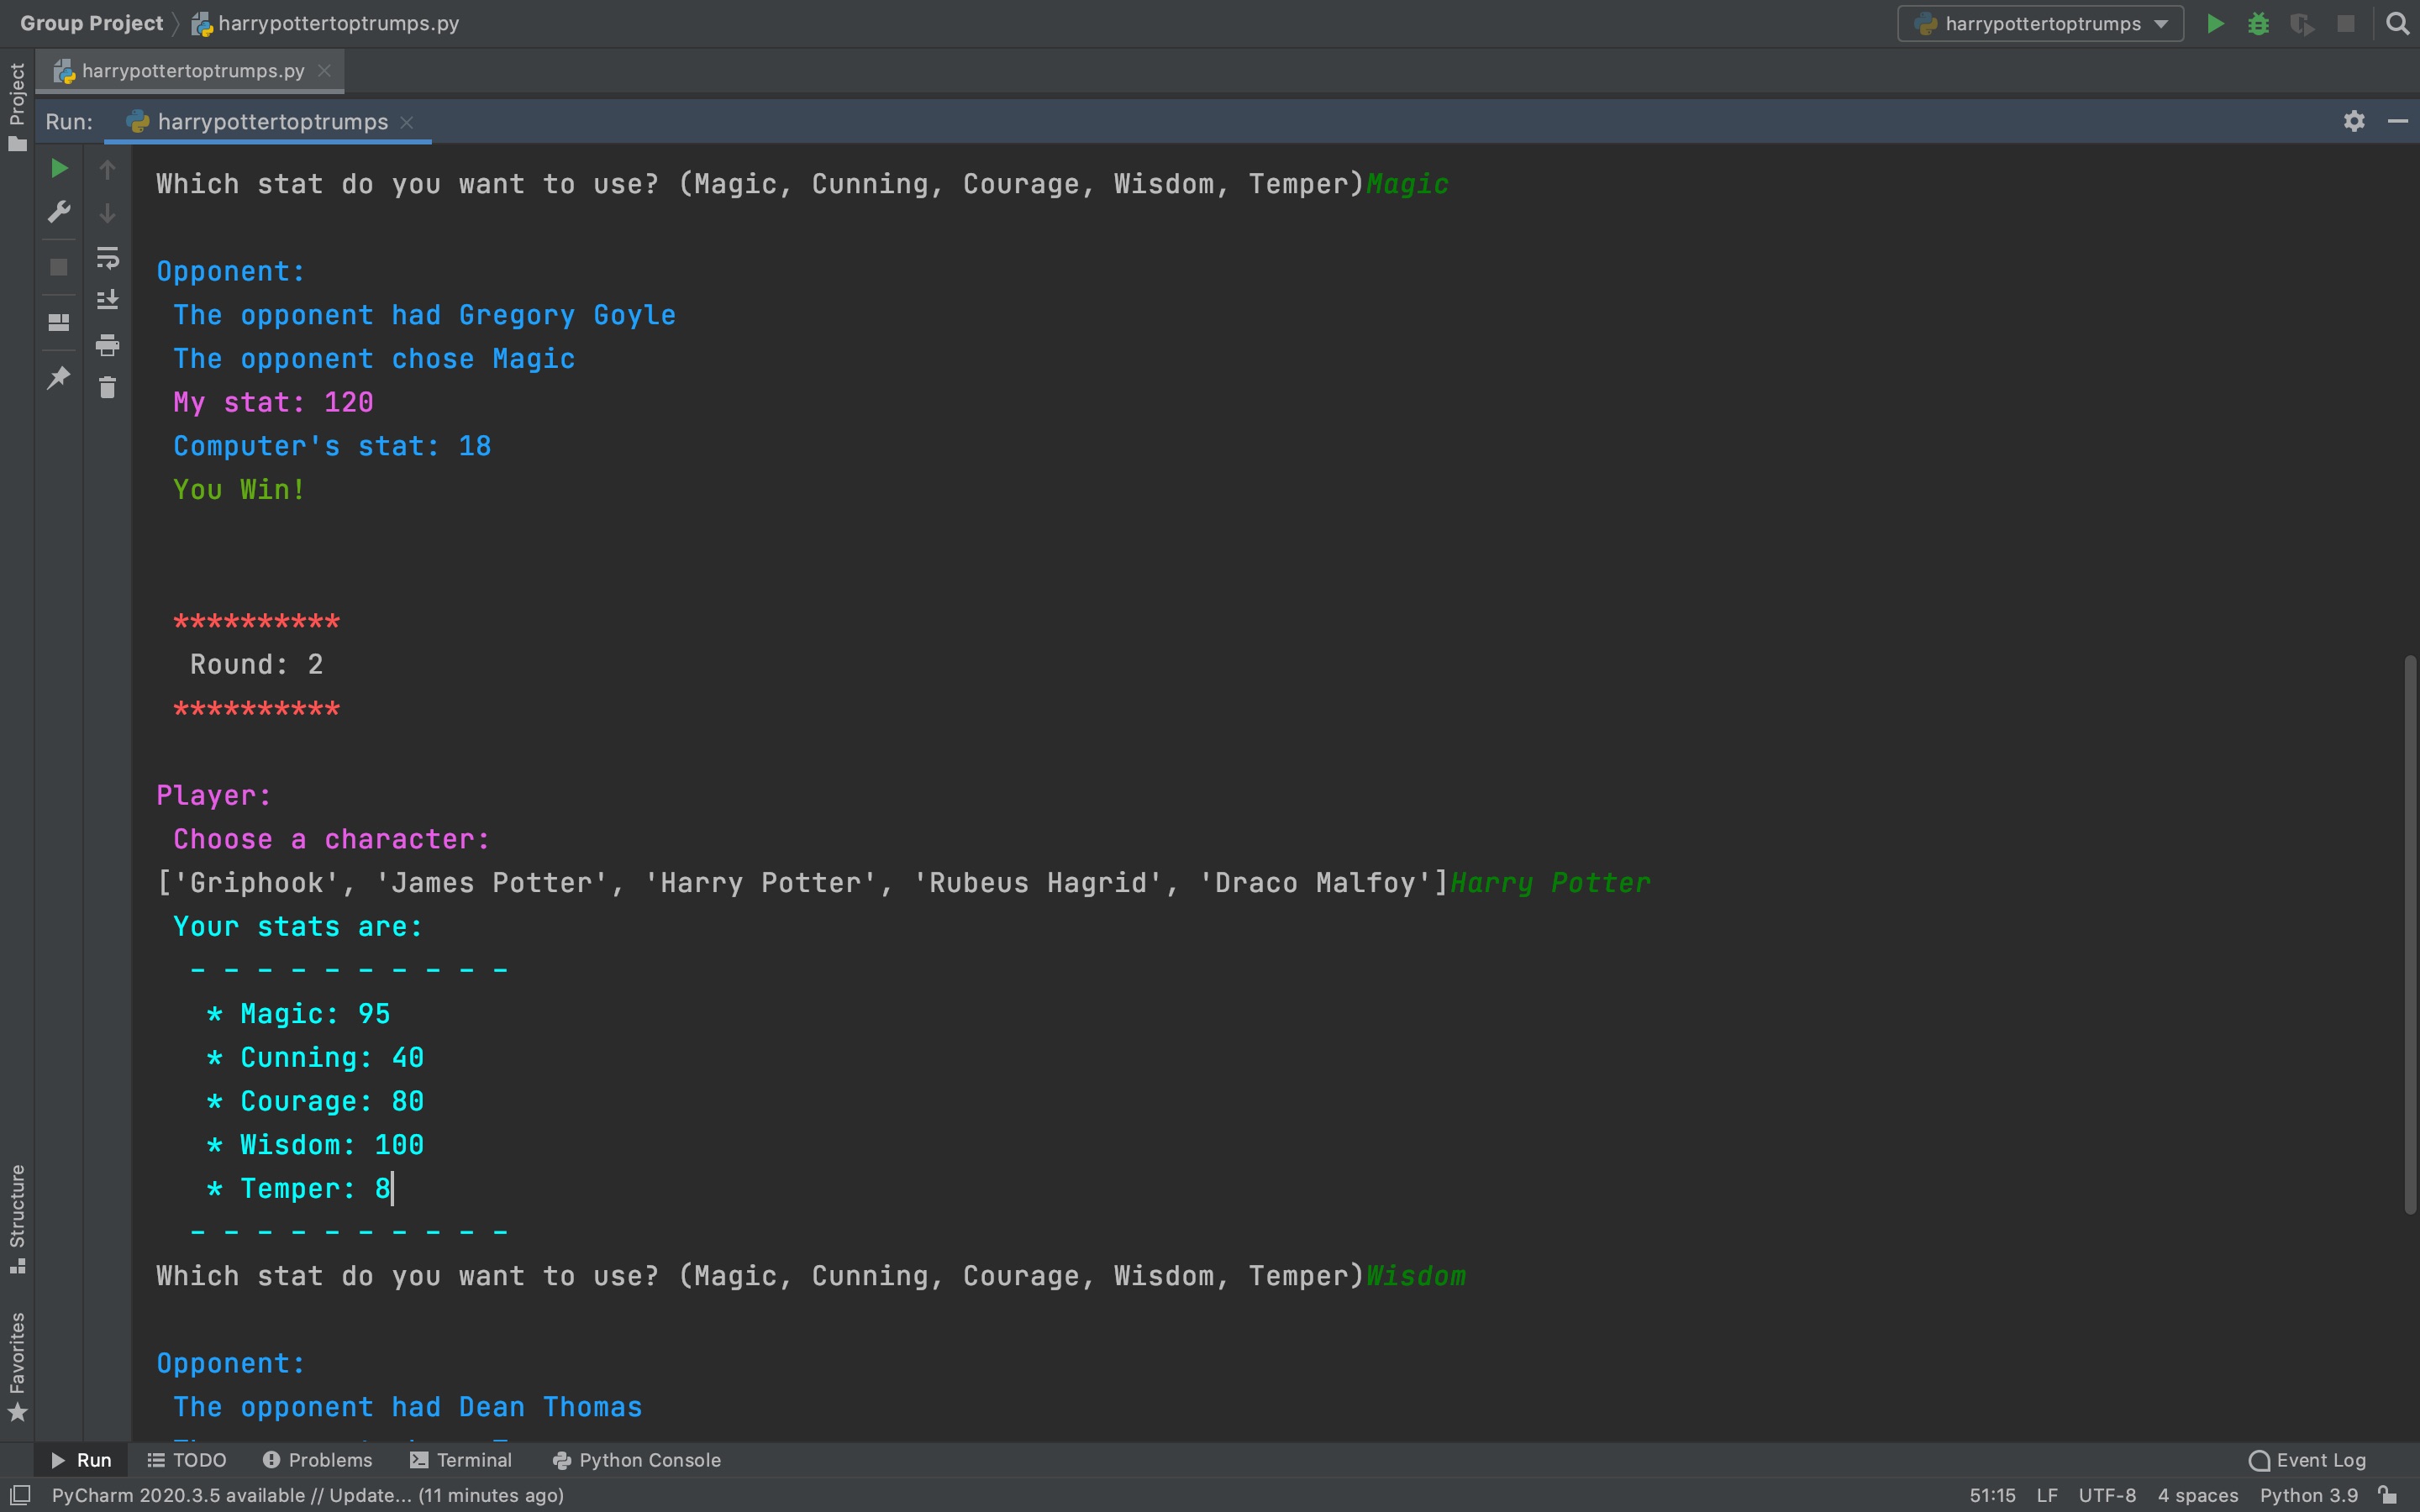 Group Project
harrypottertoptrumps.py
harrypottertoptrumps
Project
harrypottertoptrumps.py
Run:
harrypottertoptrumps
Which stat do you want to use? (Magic, Cunning, Courage, Wisdom, Temper)Magic
Opponent:
The opponent had Gregory Goyle
The opponent chose Magic
My stat: 120
Computer's stat: 18
You Win!
**********
Round: 2
**********
Player:
Choose a character:
['Griphook', 'James Potter', 'Harry Potter', 'Rubeus Hagrid', 'Draco Malfoy']Harry Potter
Your stats are:
- - - - - - - - - -
* Magic: 95
* Cunning: 40
* Courage: 80
* Wisdom: 100
* Temper: 8
- - - - - - - - - -
Which stat do you want to use? (Magic, Cunning, Courage, Wisdom, Temper)Wisdom
Opponent:
The opponent had Dean Thomas
Structure
Favorites
Run
TODO
Problems
Terminal
Python Console
Event Log
PyCharm 2020.3.5 available // Update... (11 minutes ago)
51:15 LF UTF-8 4 spaces Python 3.9